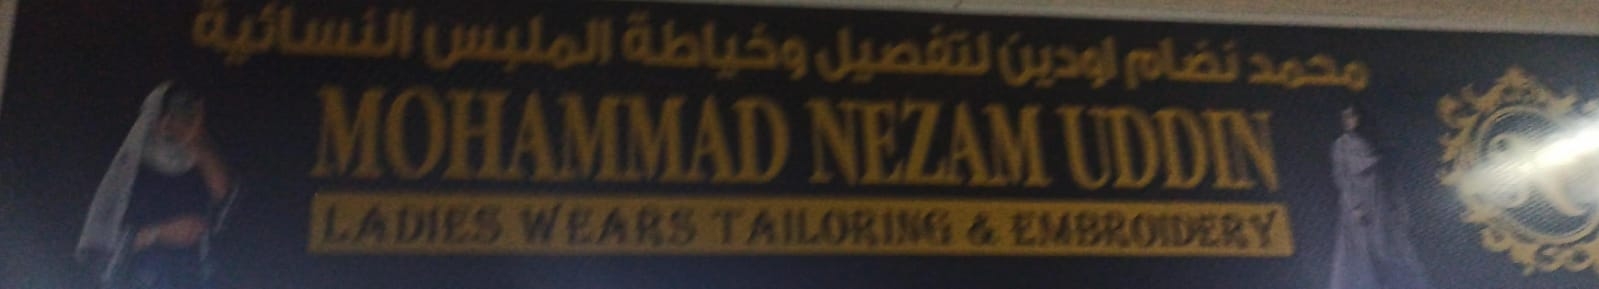 محمد نضام اودين لتفصيل وخياطة الملبس النسائية
MOHAMMAD NEZAM UDDIN
LADIES WEARS TAILORING & EMBROIDERY